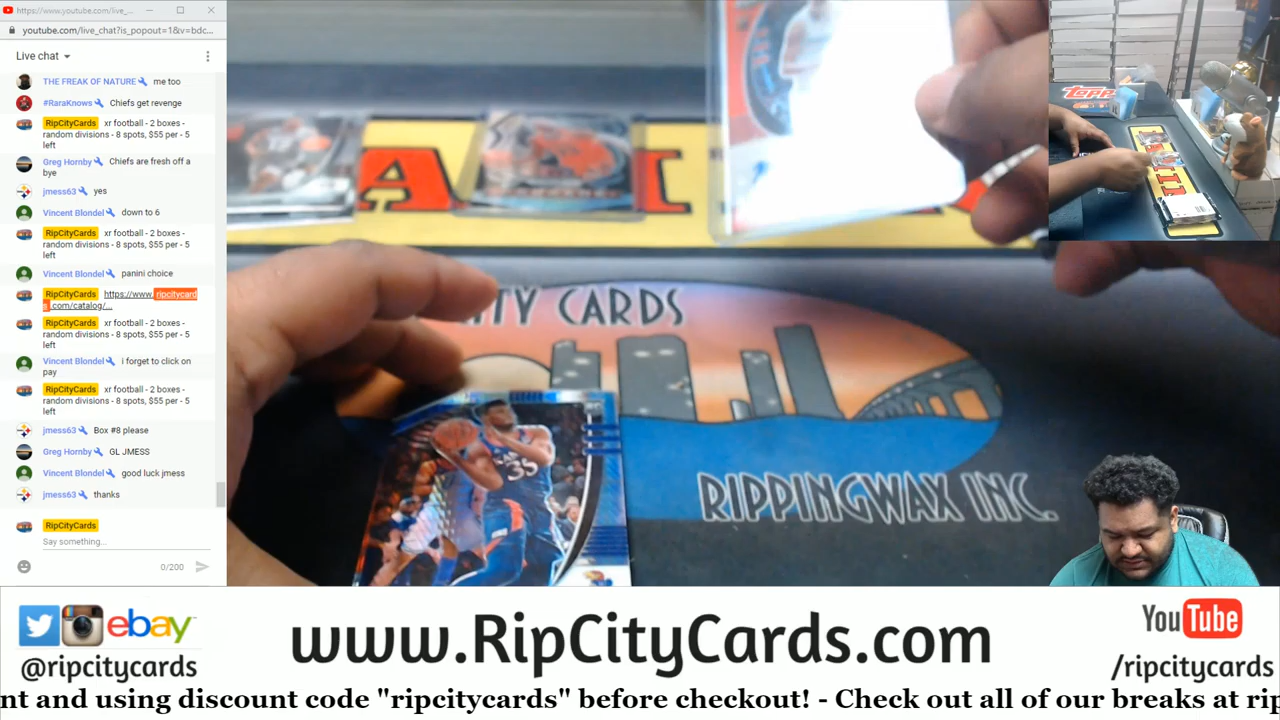 https://www.youtube.com/live_...
youtube.com/live_chat?is_popout=1&v=bdc...
Live chat
THE FREAK OF NATURE me too
#RaraKnows Chiefs get revenge
RipCityCards xr football - 2 boxes -
random divisions - 8 spots, $55 per - 5
left
Greg Hornby Chiefs are fresh off a
bye
jmess63 yes
Vincent Blondel down to 6
RipCityCards xr football - 2 boxes -
random divisions - 8 spots, $55 per - 5
left
Vincent Blondel panini choice
RipCityCards https://www.ripcitycard
s.com/catalog/...
RipCityCards xr football - 2 boxes -
random divisions - 8 spots, $55 per - 5
left
Vincent Blondel i forget to click on
pay
RipCityCards xr football - 2 boxes -
random divisions - 8 spots, $55 per - 5
left
jmess63 Box #8 please
Greg Hornby GL JMESS
Vincent Blondel good luck jmess
jmess63 thanks
RipCityCards
Say something...
0/200
CITY CARDS
RIPPINGWAX INC.
35
ebay
@ripcitycards
www.RipCityCards.com
YouTube
/ripcitycards
nt and using discount code "ripcitycards" before checkout! - Check out all of our breaks at rip